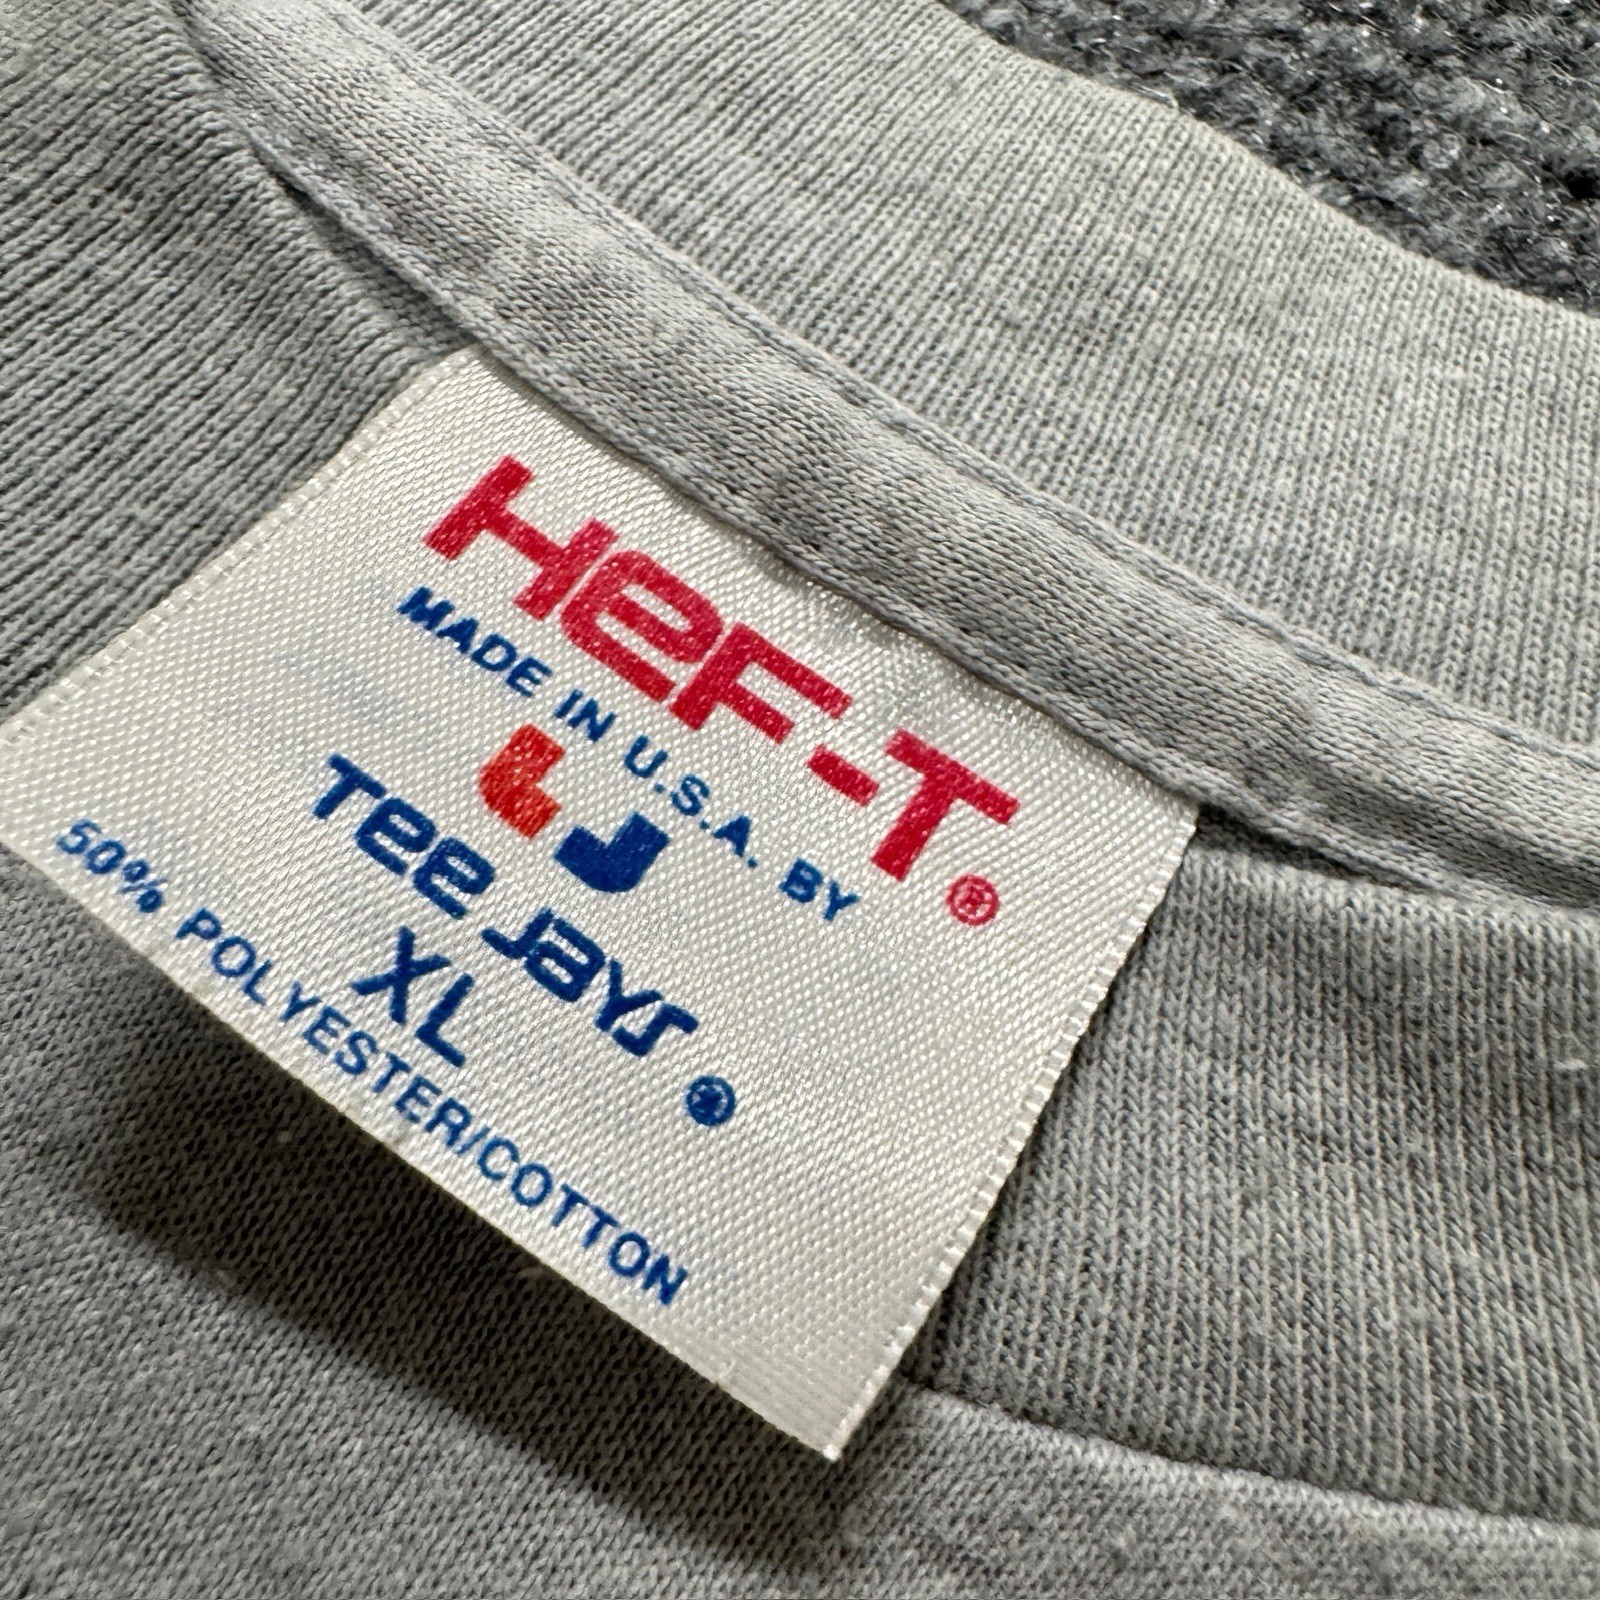 HeF-T®
MADE IN U.S.A. BY
Tee Jays®
XL
50% POLYESTER/COTTON